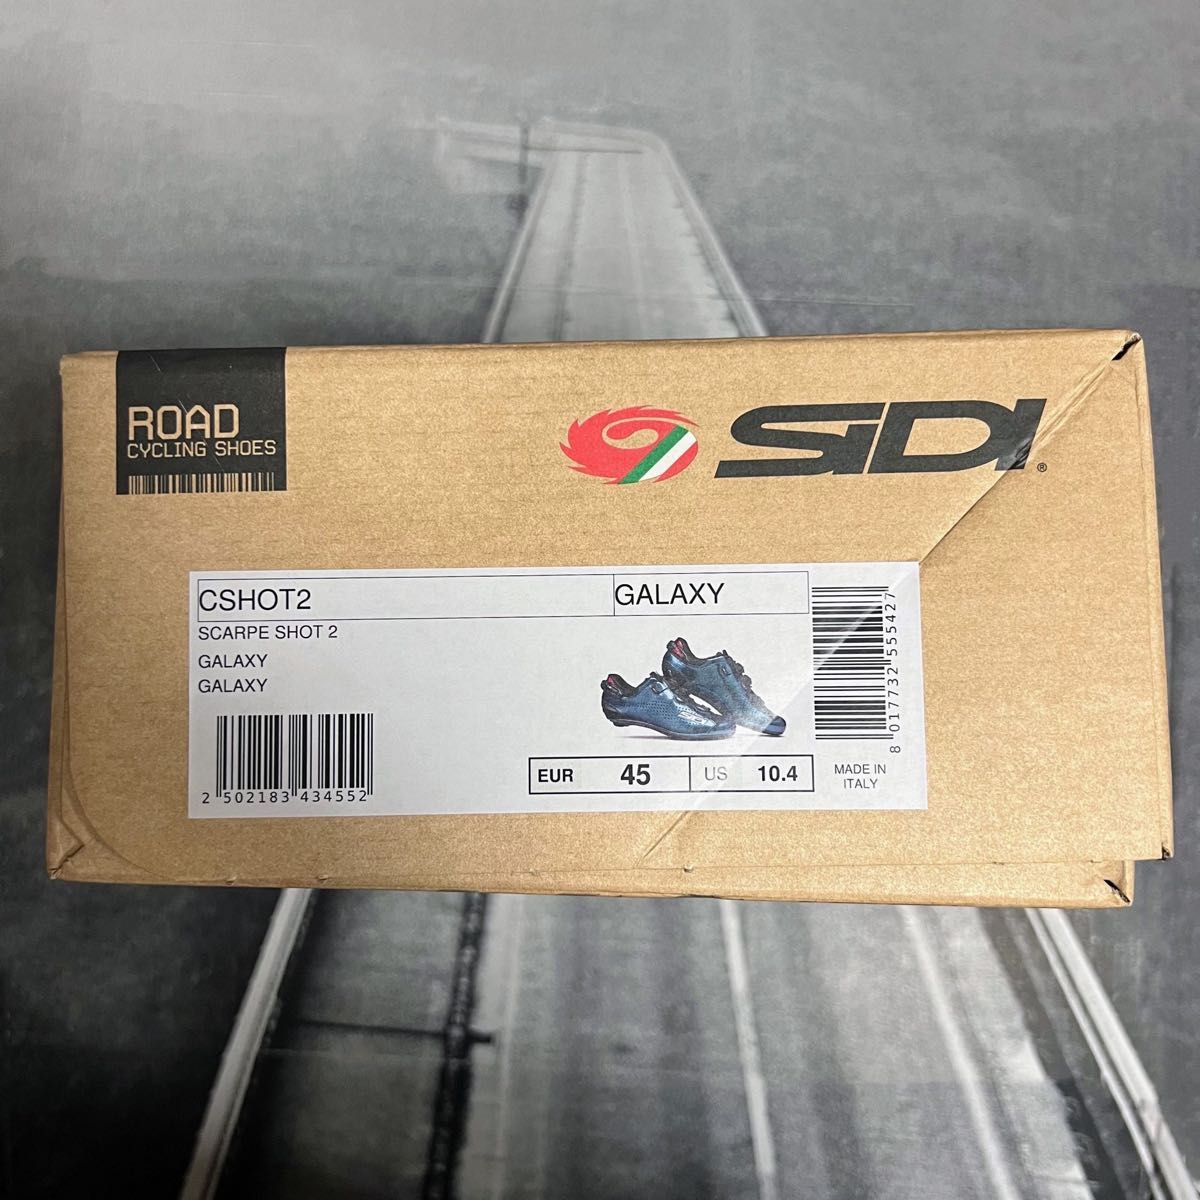 ROAD
CYCLING SHOES
SIDI®
CSHOT2
GALAXY
SCARPE SHOT 2
GALAXY
GALAXY
2 502183 434552
EUR 45 US 10.4
8 017732 555427
MADE IN
ITALY